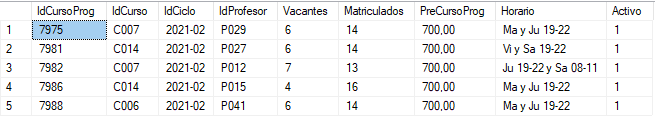 IdCursoProg IdCurso IdCiclo IdProfesor Vacantes Matriculados PreCursoProg Horario Activo
1 7975 C007 2021-02 P029 6 14 700,00 Ma y Ju 19-22 1
2 7981 C014 2021-02 P027 6 14 700,00 Vi y Sa 19-22 1
3 7982 C007 2021-02 P012 7 13 700,00 Ju 19-22 y Sa 08-11 1
4 7986 C014 2021-02 P015 4 16 700,00 Ma y Ju 19-22 1
5 7988 C006 2021-02 P041 6 14 700,00 Ma y Ju 19-22 1